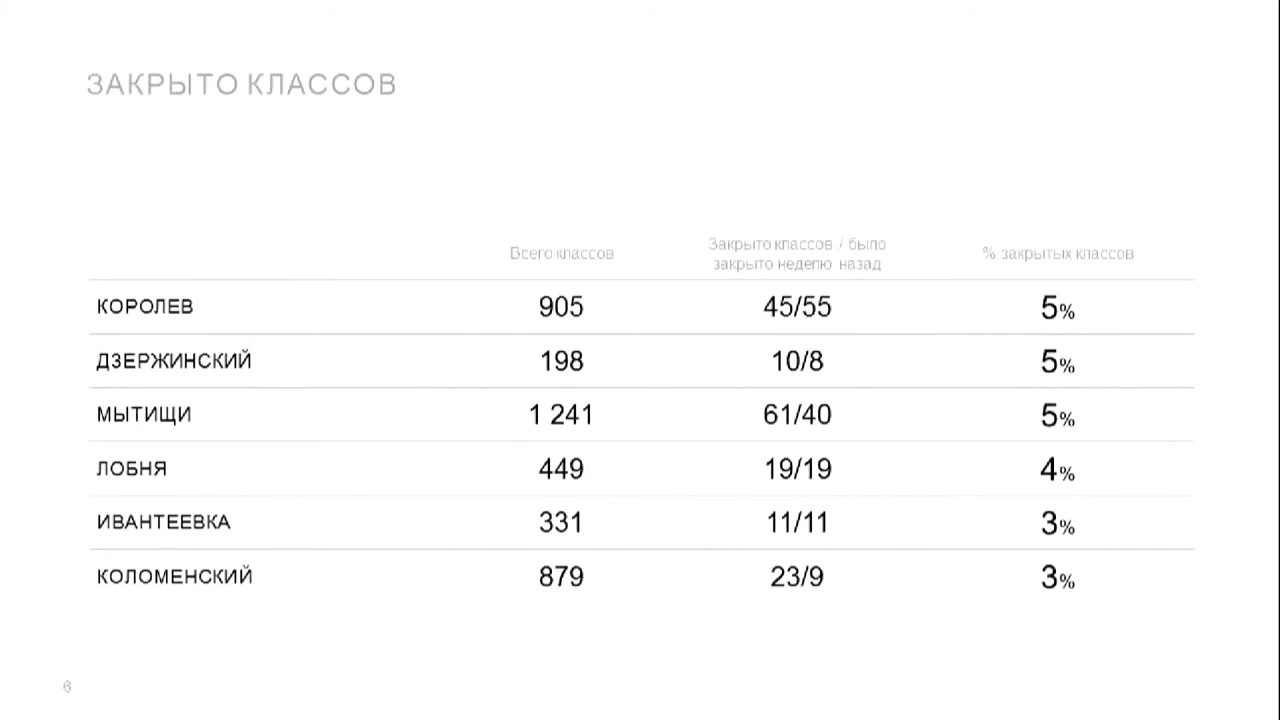 ЗАКРЫТО КЛАССОВ
Всего классов
Закрыто классов / было
закрыто неделю назад
% закрытых классов
КОРОЛЕВ 905 45/55 5%
ДЗЕРЖИНСКИЙ 198 10/8 5%
МЫТИЩИ 1 241 61/40 5%
ЛОБНЯ 449 19/19 4%
ИВАНТЕЕВКА 331 11/11 3%
КОЛОМЕНСКИЙ 879 23/9 3%
6